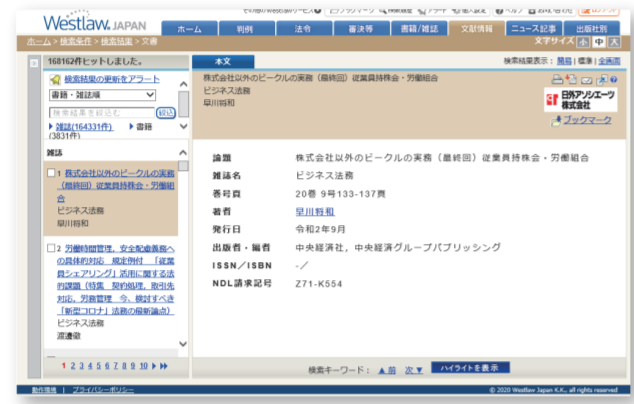 Westlaw. JAPAN
ホーム 判例 法令 審決等 書籍/雑誌 文献情報 ニュース記事 出版社別
ホーム > 検索条件 > 検索結果 > 文書
文字サイズ 小 中 大
168162件ヒットしました。
本文
検索結果表示： 簡易 | 標準 | 全画面
検索結果の更新をアラート
書籍・雑誌順
検索結果を絞込む 絞込
雑誌(164331件) 書籍(3831件)
株式会社以外のビークルの実務（最終回）従業員持株会・労働組合
ビジネス法務
早川将和
日外アソシエーツ株式会社
ブックマーク
雑誌
1 株式会社以外のビークルの実務
（最終回）従業員持株会・労働組
合
ビジネス法務
早川将和
2 労働時間管理，安全配慮義務へ
の具体的対応 規定例付 「従業
員シェアリング」活用に関する法
的課題（特集 契約処理，取引先
対応，労務管理 今，検討すべき
「新型コロナ」法務の最新論点）
ビジネス法務
渡邊徹
論題 株式会社以外のビークルの実務（最終回）従業員持株会・労働組合
雑誌名 ビジネス法務
巻号頁 20巻 9号133-137頁
著者 早川将和
発行日 令和2年9月
出版者・編者 中央経済社，中央経済グループパブリッシング
ISSN／ISBN -／
NDL請求記号 Z71-K554
1 2 3 4 5 6 7 8 9 10
検索キーワード： ▲前 次▼ ハイライトを表示
動作環境 | プライバシーポリシー
© 2020 Westlaw Japan K.K., all rights reserved